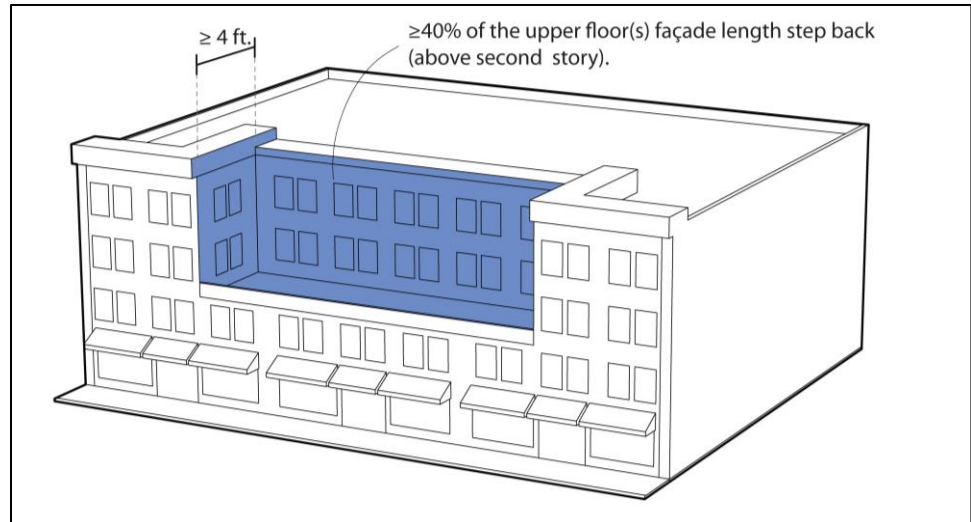 ≥ 4 ft.
≥40% of the upper floor(s) façade length step back
(above second  story).